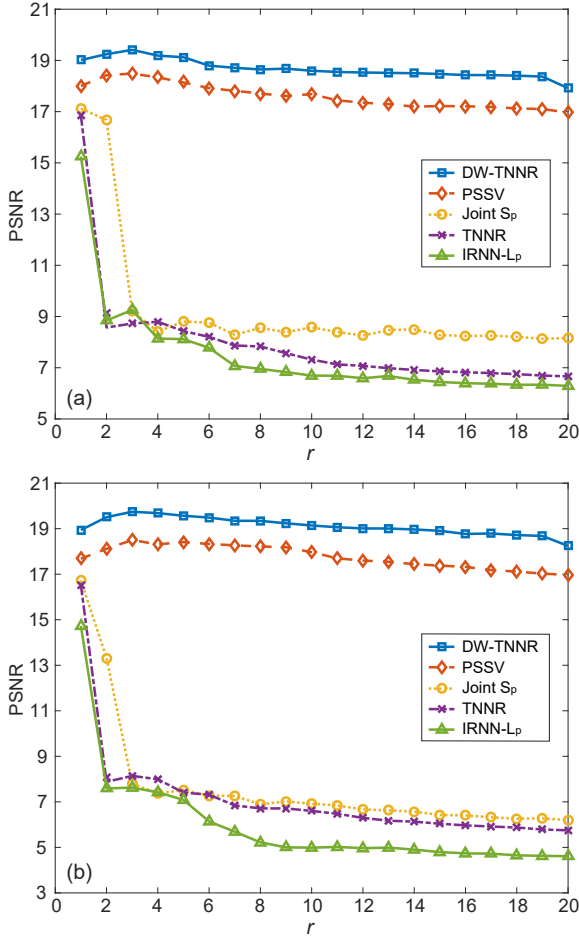 21
19
17
15
13
11
9
7
5
PSNR
DW-TNNR
PSSV
Joint Sp
TNNR
IRNN-Lp
(a)
0 2 4 6 8 10 12 14 16 18 20
r
21
19
17
15
13
11
9
7
5
3
PSNR
DW-TNNR
PSSV
Joint Sp
TNNR
IRNN-Lp
(b)
0 2 4 6 8 10 12 14 16 18 20
r